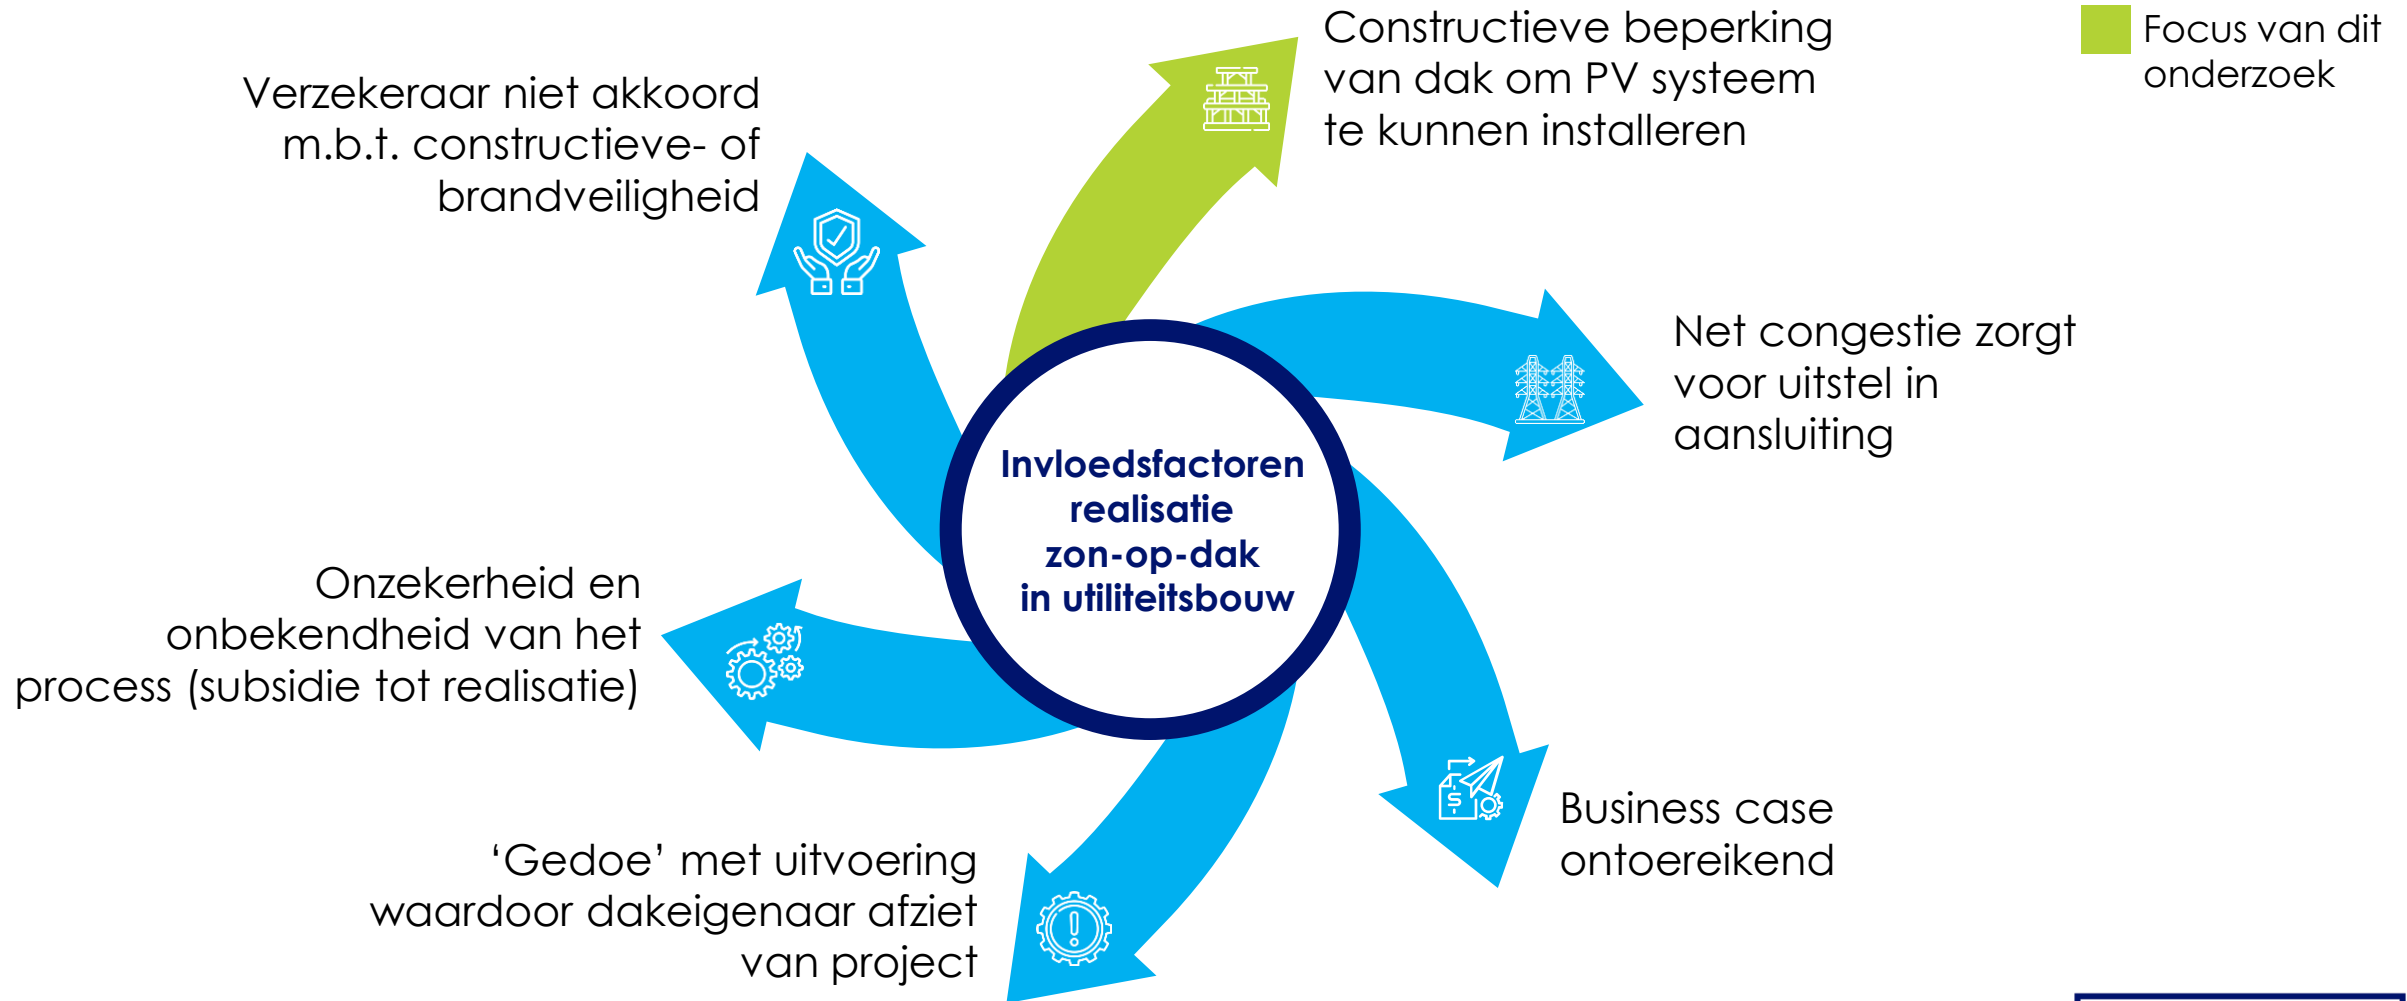 Constructieve beperking
van dak om PV systeem
te kunnen installeren
Focus van dit
onderzoek
Verzekeraar niet akkoord
m.b.t. constructieve- of
brandveiligheid
Net congestie zorgt
voor uitstel in
aansluiting
Invloedsfactoren
realisatie
zon-op-dak
in utiliteitsbouw
Onzekerheid en
onbekendheid van het
process (subsidie tot realisatie)
Business case
ontoereikend
‘Gedoe’ met uitvoering
waardoor dakeigenaar afziet
van project